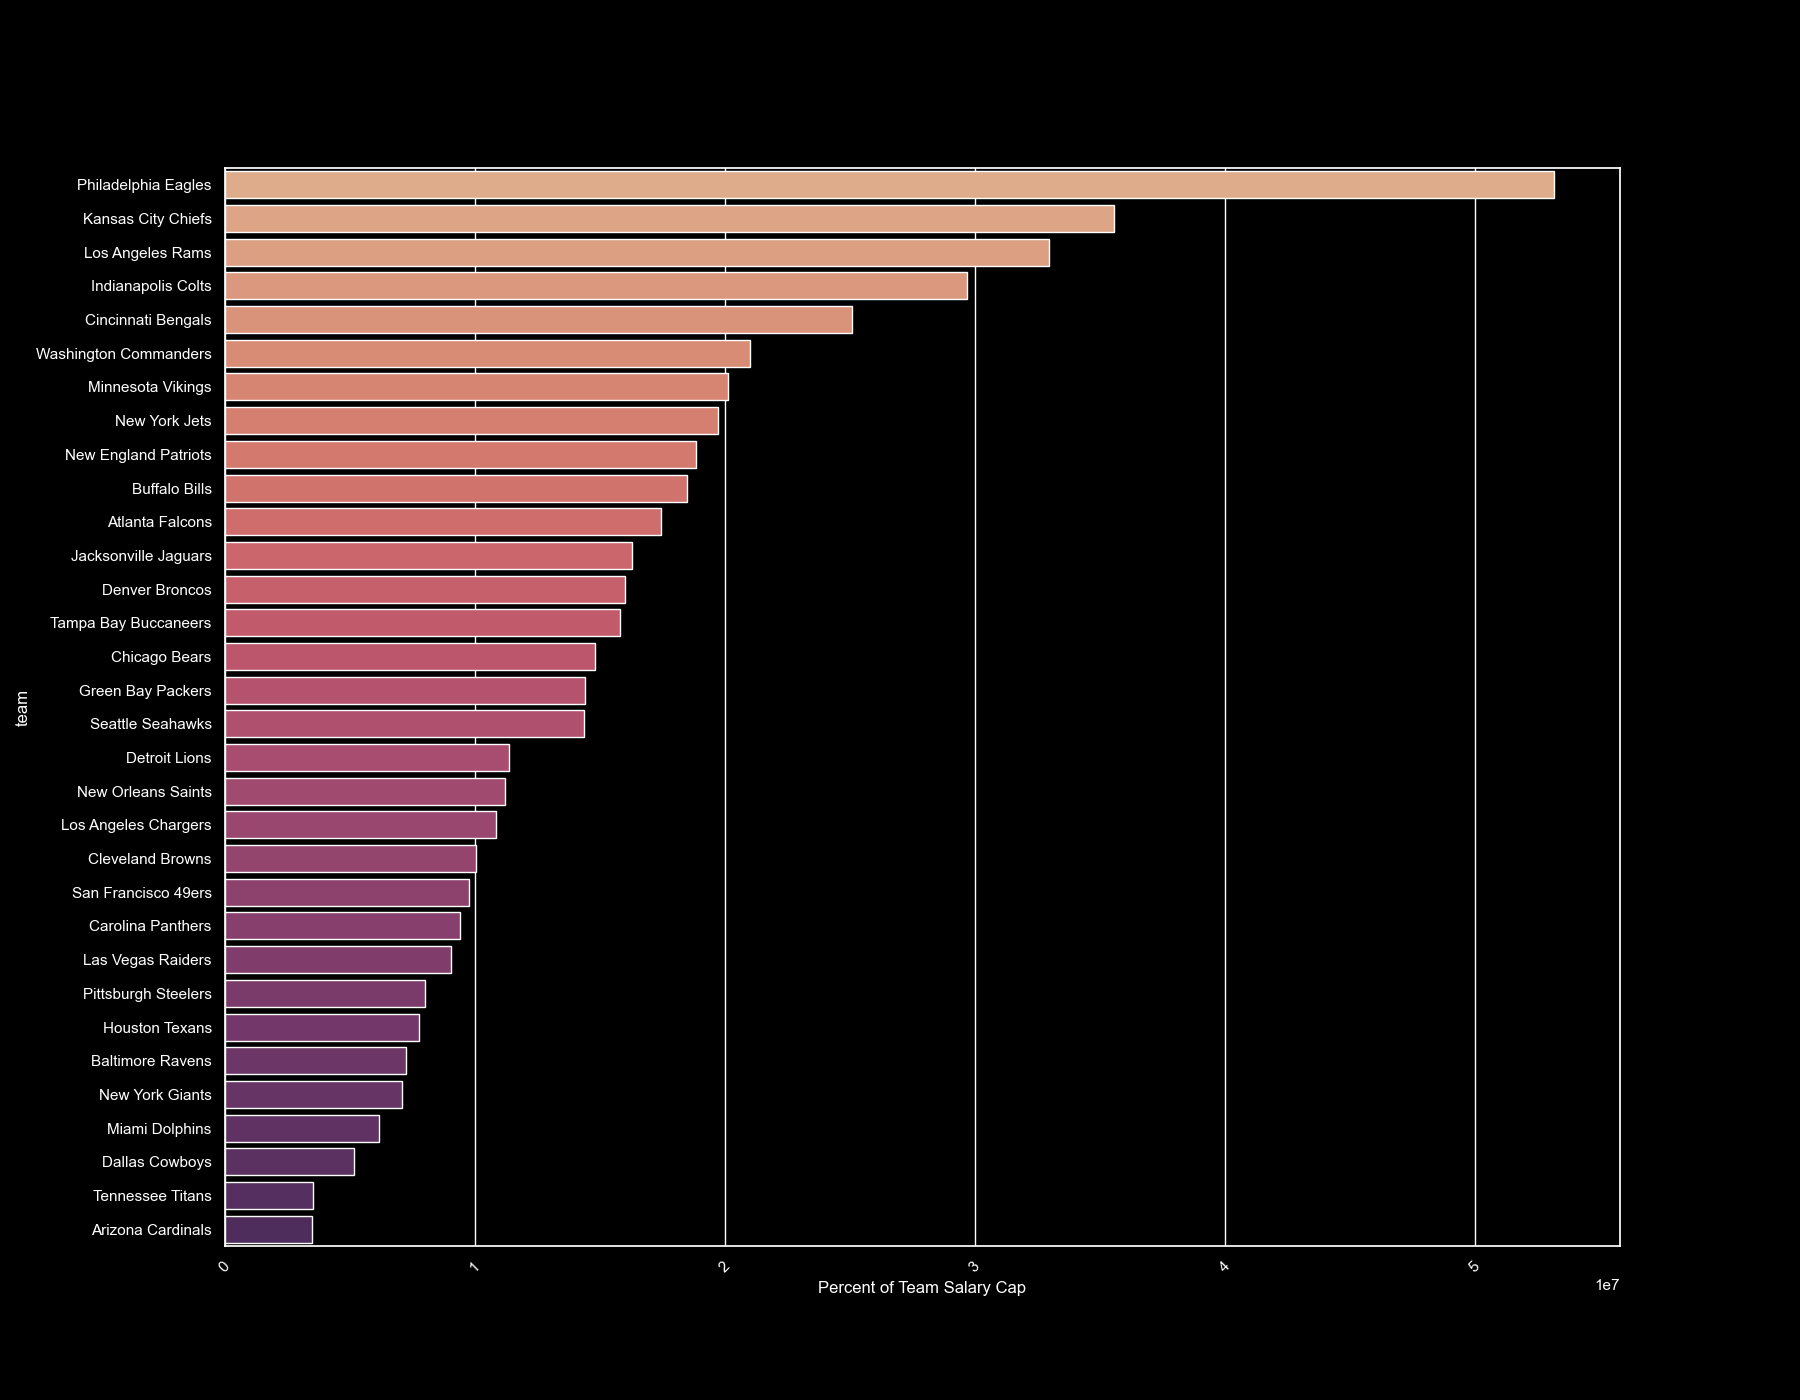 Philadelphia Eagles
Kansas City Chiefs
Los Angeles Rams
Indianapolis Colts
Cincinnati Bengals
Washington Commanders
Minnesota Vikings
New York Jets
New England Patriots
Buffalo Bills
Atlanta Falcons
Jacksonville Jaguars
Denver Broncos
Tampa Bay Buccaneers
Chicago Bears
Green Bay Packers
Seattle Seahawks
Detroit Lions
New Orleans Saints
Los Angeles Chargers
Cleveland Browns
San Francisco 49ers
Carolina Panthers
Las Vegas Raiders
Pittsburgh Steelers
Houston Texans
Baltimore Ravens
New York Giants
Miami Dolphins
Dallas Cowboys
Tennessee Titans
Arizona Cardinals
team
0 1 2 3 4 5
1e7
Percent of Team Salary Cap